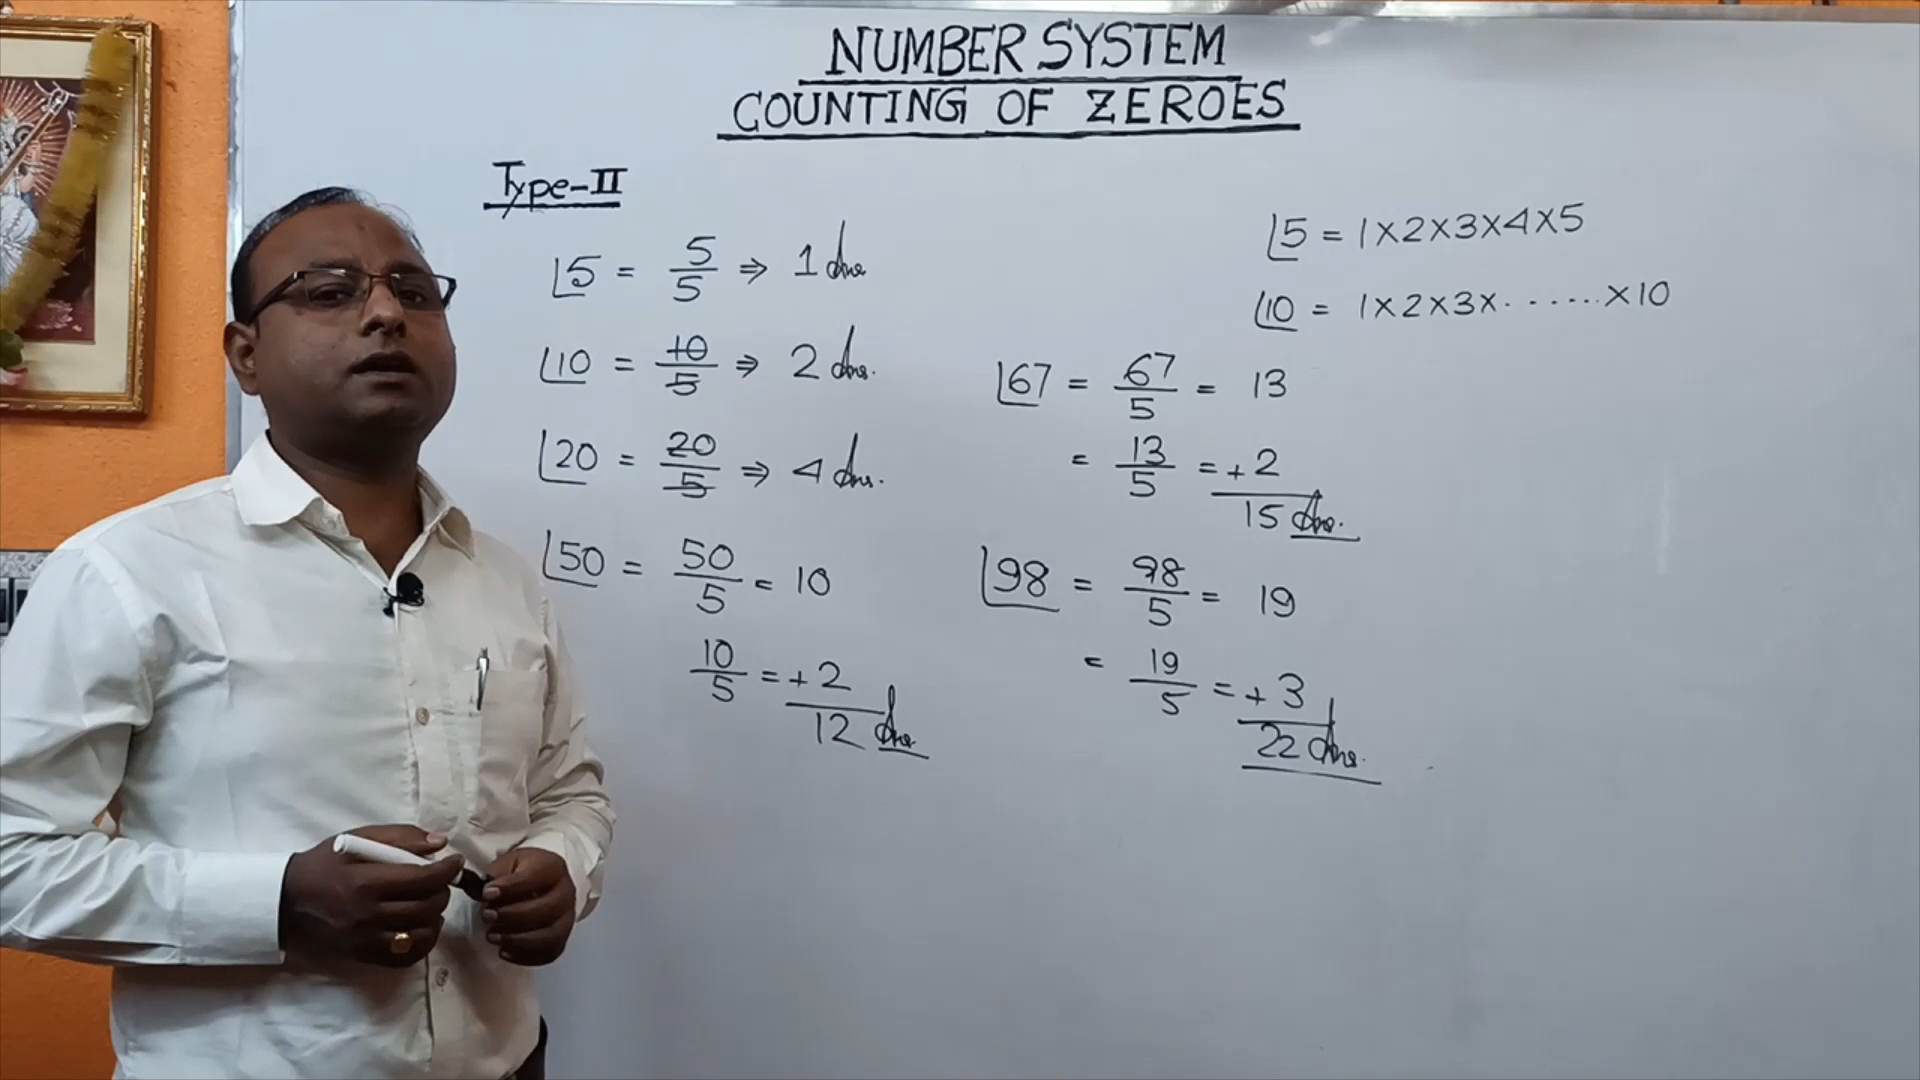 NUMBER SYSTEM
COUNTING OF ZEROES
Type-II
⌊5 = 5/5 ⇒ 1 Ans
⌊10 = 10/5 ⇒ 2 Ans.
⌊20 = 20/5 ⇒ 4 Ans.
⌊50 = 50/5 = 10
10/5 = + 2
12 Ans
⌊5 = 1×2×3×4×5
⌊10 = 1×2×3×.......×10
⌊67 = 67/5 = 13
= 13/5 = + 2
15 Ans.
⌊98 = 98/5 = 19
= 19/5 = + 3
22 Ans.